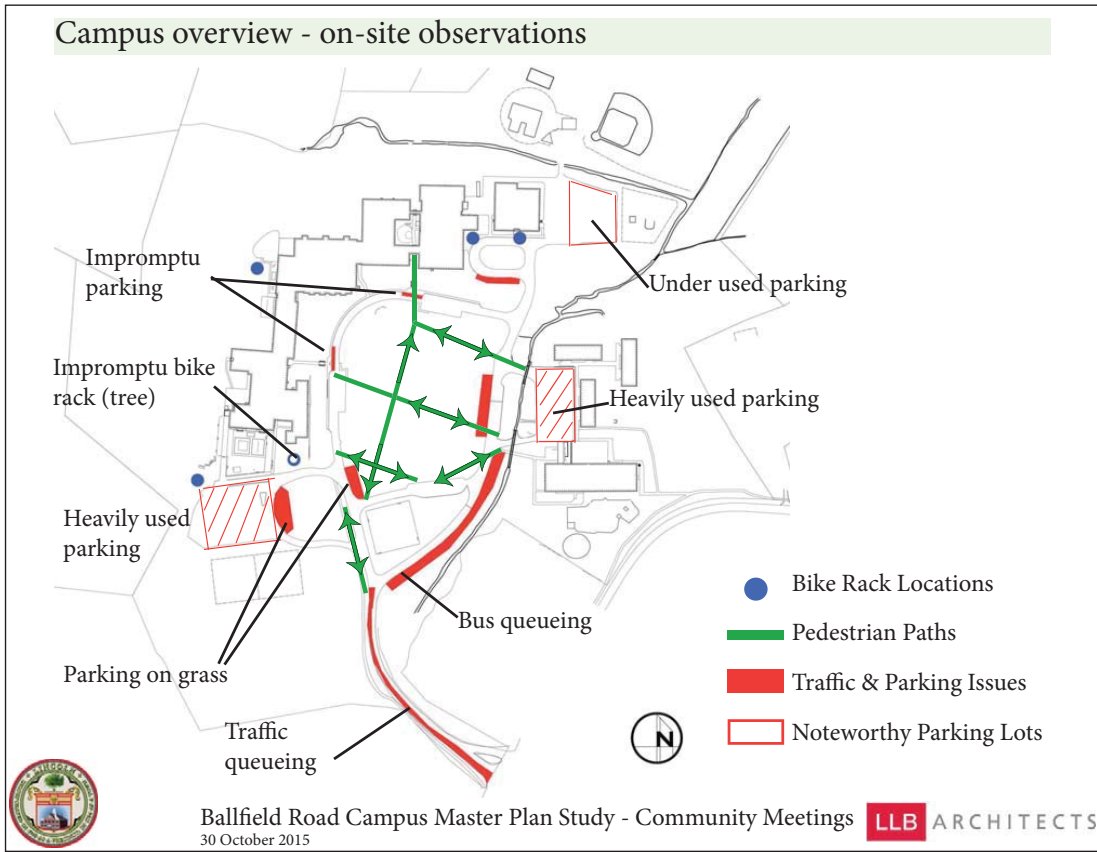 Campus overview - on-site observations
Impromptu
parking
Under used parking
Impromptu bike
rack (tree)
Heavily used parking
Heavily used
parking
Bus queueing
Parking on grass
Traffic
queueing
N
Bike Rack Locations
Pedestrian Paths
Traffic & Parking Issues
Noteworthy Parking Lots
LINCOLN
Ballfield Road Campus Master Plan Study - Community Meetings
30 October 2015
LLB ARCHITECTS